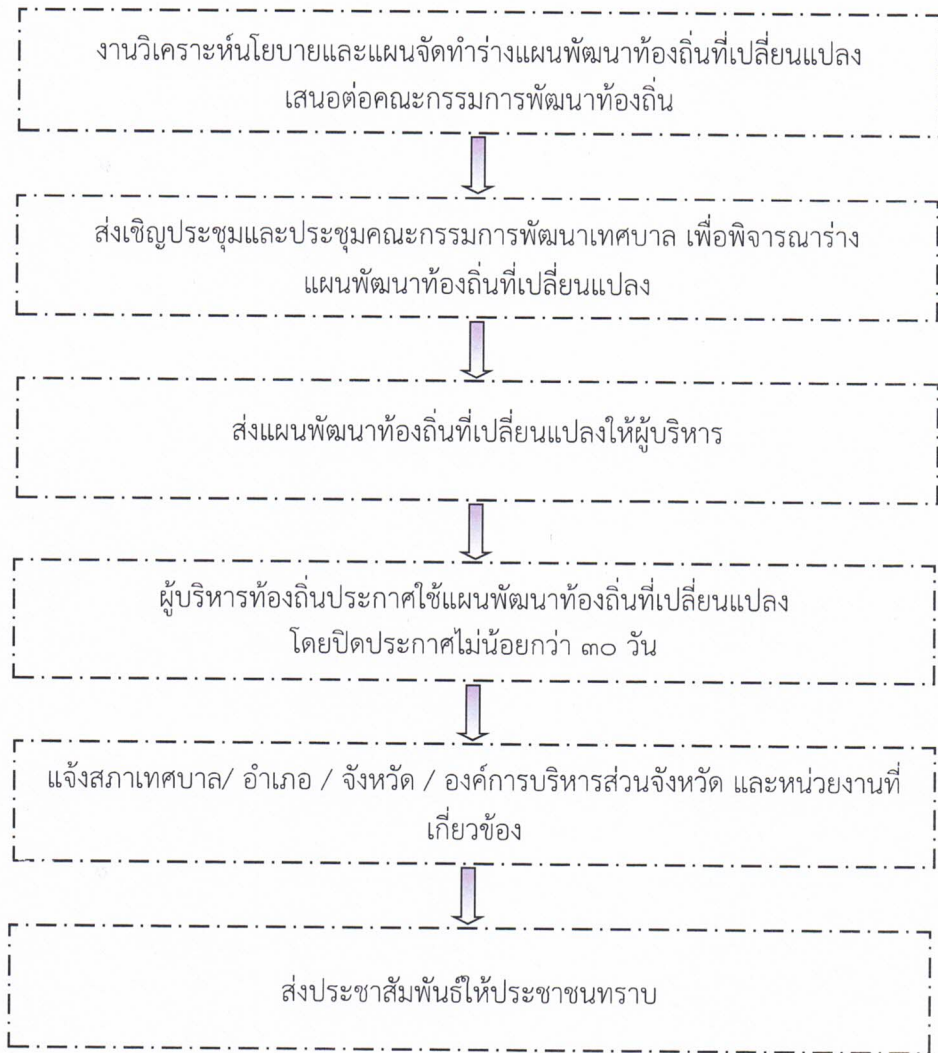 งานวิเคราะห์นโยบายและแผนจัดทำร่างแผนพัฒนาท้องถิ่นที่เปลี่ยนแปลง
เสนอต่อคณะกรรมการพัฒนาท้องถิ่น
ส่งเชิญประชุมและประชุมคณะกรรมการพัฒนาเทศบาล เพื่อพิจารณาร่าง
แผนพัฒนาท้องถิ่นที่เปลี่ยนแปลง
ส่งแผนพัฒนาท้องถิ่นที่เปลี่ยนแปลงให้ผู้บริหาร
ผู้บริหารท้องถิ่นประกาศใช้แผนพัฒนาท้องถิ่นที่เปลี่ยนแปลง
โดยปิดประกาศไม่น้อยกว่า ๓๐ วัน
แจ้งสภาเทศบาล/ อำเภอ / จังหวัด / องค์การบริหารส่วนจังหวัด และหน่วยงานที่
เกี่ยวข้อง
ส่งประชาสัมพันธ์ให้ประชาชนทราบ